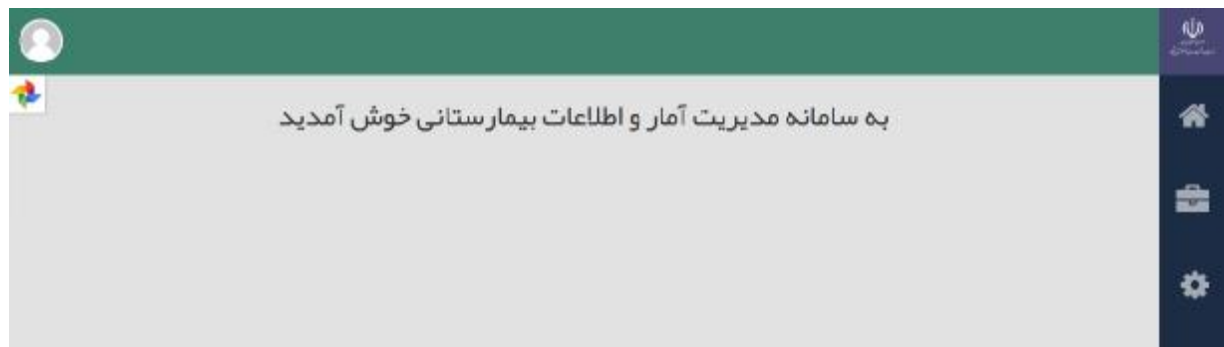 به سامانه مدیریت آمار و اطلاعات بیمارستانی خوش آمدید